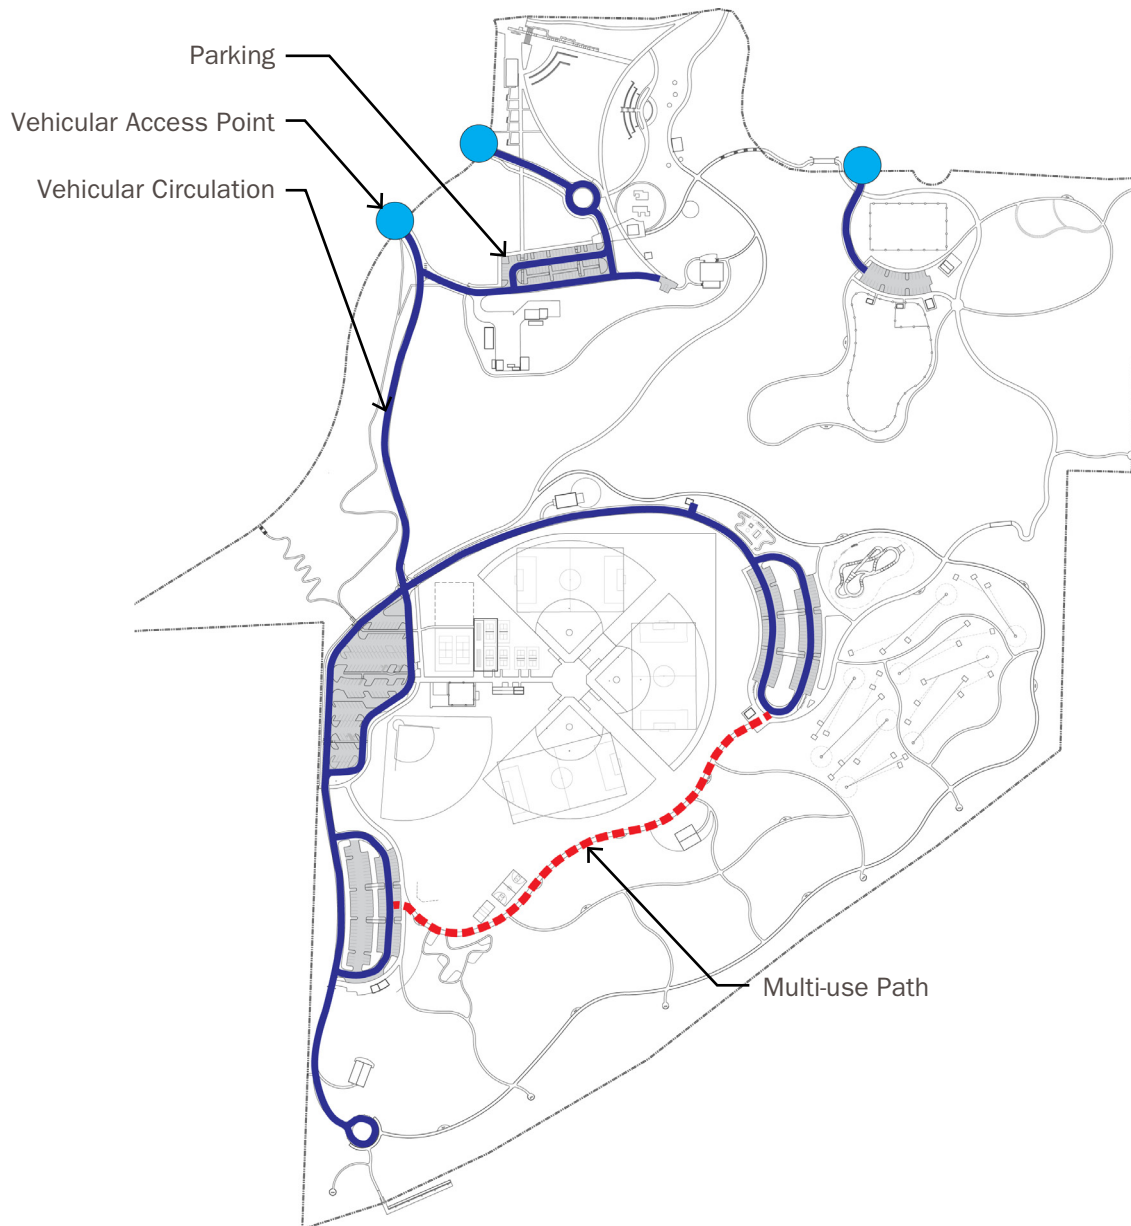 Parking
Vehicular Access Point
Vehicular Circulation
Multi-use Path